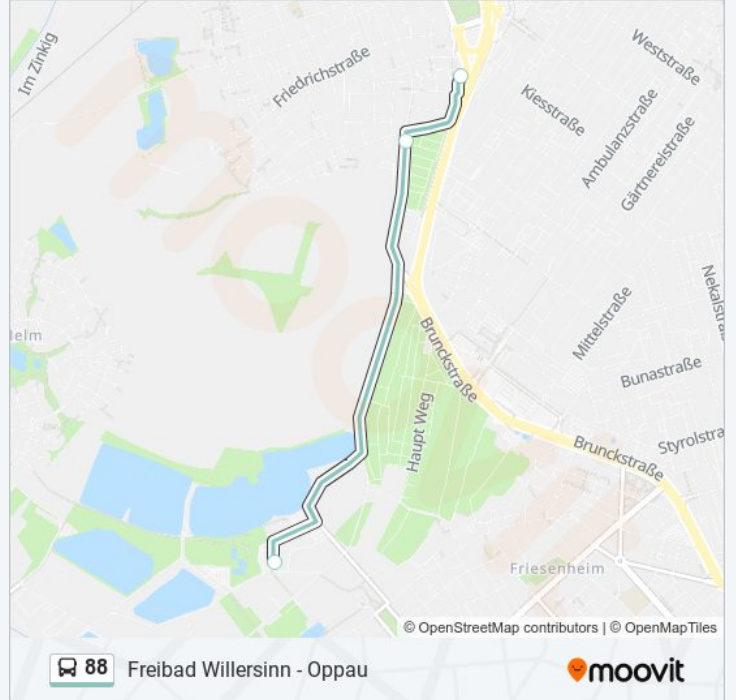 Im Zinkig
Friedrichstraße
Weststraße
Kiesstraße
Ambulanzstraße
Gärtnereistraße
Mittelstraße
Bunastraße
Brunckstraße
Haupt Weg
Styrolstra
Brunckstraße
Friesenheim
© OpenStreetMap contributors | © OpenMapTiles
88 Freibad Willersinn - Oppau
moovit